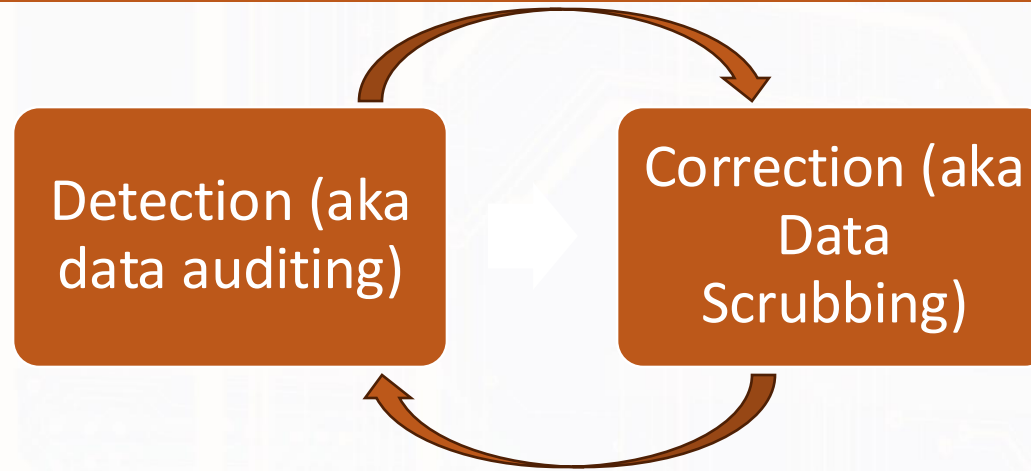 Detection (aka
data auditing)
Correction (aka
Data
Scrubbing)